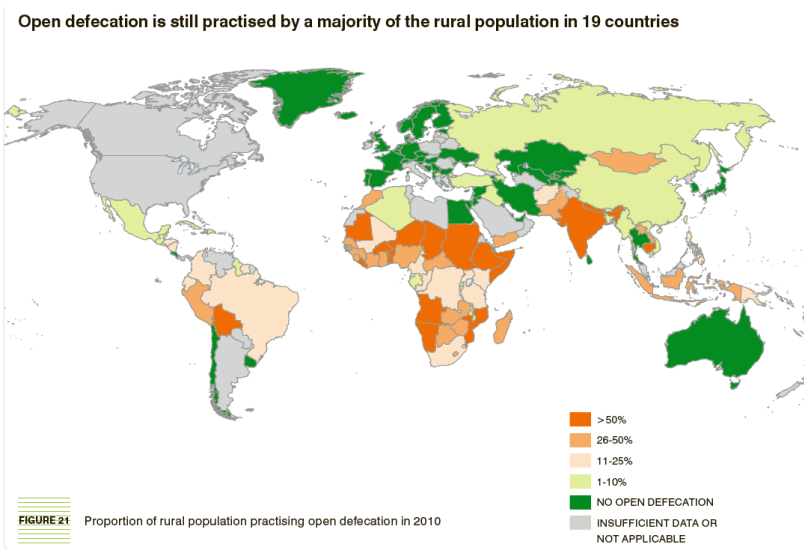 Open defecation is still practised by a majority of the rural population in 19 countries
>50%
26-50%
11-25%
1-10%
NO OPEN DEFECATION
INSUFFICIENT DATA OR
NOT APPLICABLE
FIGURE 21 Proportion of rural population practising open defecation in 2010